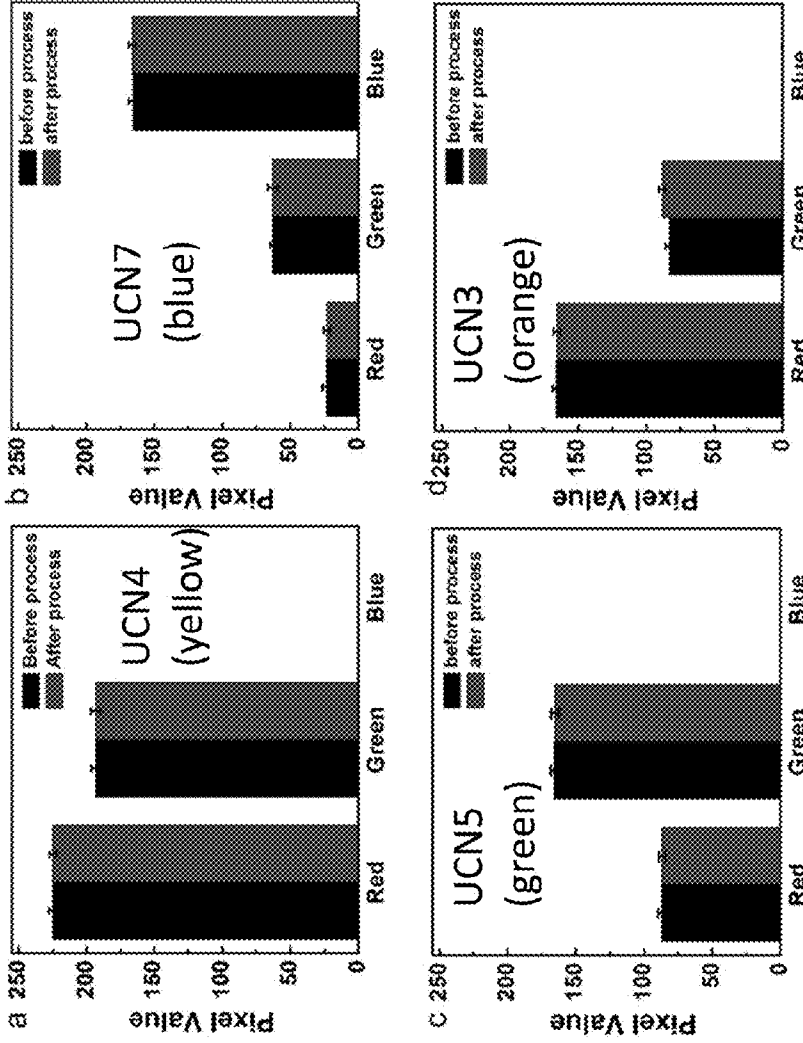 a
Pixel Value
250
200
150
100
50
0
Before process
After process
UCN4
(yellow)
Red
Green
Blue
b
Pixel Value
250
200
150
100
50
0
before process
after process
UCN7
(blue)
Red
Green
Blue
c
Pixel Value
250
200
150
100
50
0
before process
after process
UCN5
(green)
Red
Green
Blue
d
Pixel Value
250
200
150
100
50
0
before process
after process
UCN3
(orange)
Red
Green
Blue